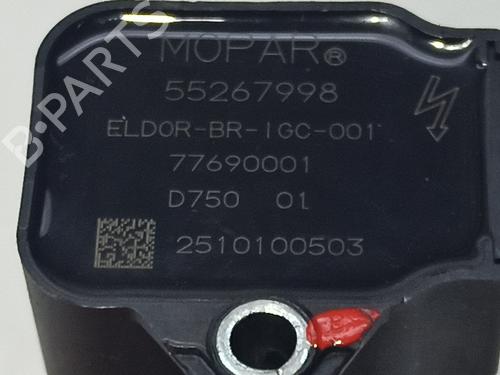 MOPAR®
55267998
ELDOR-BR-IGC-001
77690001
D750 01
2510100503
B-PARTS